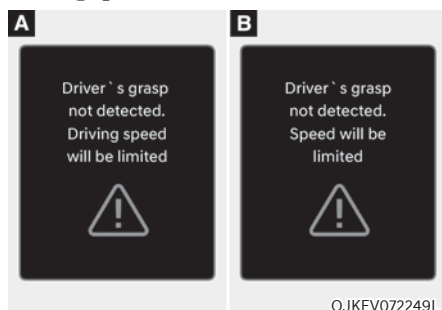 A
Driver`s grasp
not detected.
Driving speed
will be limited
B
Driver`s grasp
not detected.
Speed will be
limited
OJKEV072249L